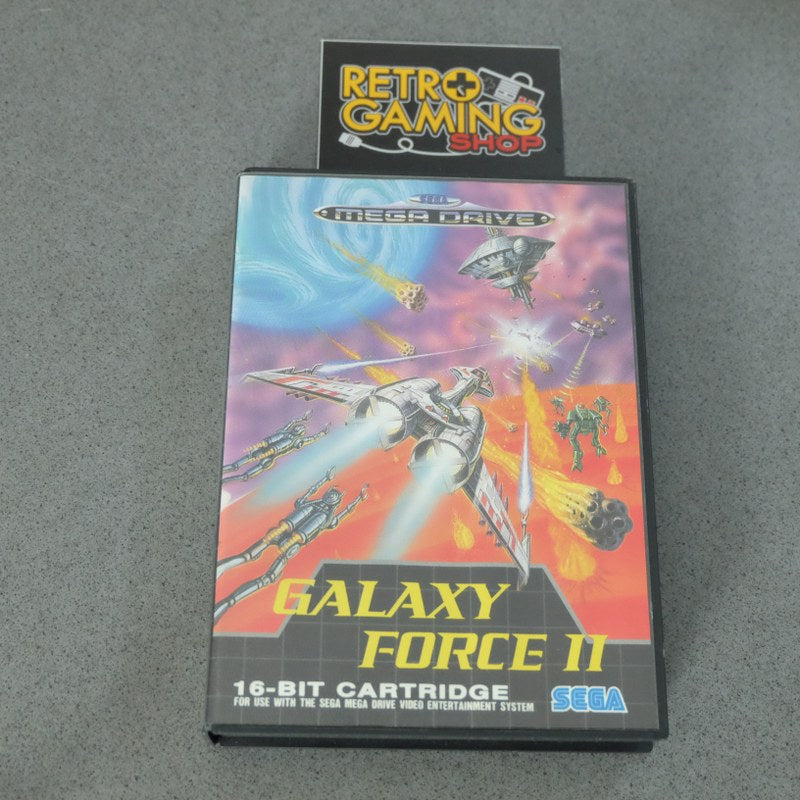 RETRO
GAMING
SHOP
SEGA
MEGA DRIVE
GALAXY
FORCE II
16-BIT CARTRIDGE
FOR USE WITH THE SEGA MEGA DRIVE VIDEO ENTERTAINMENT SYSTEM
SEGA